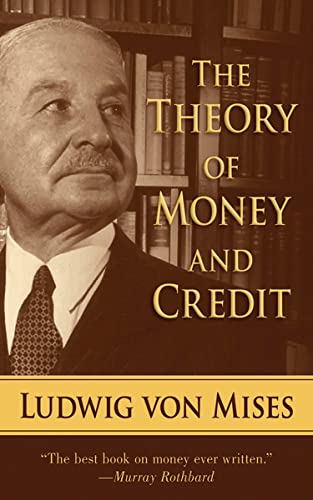 THE
THEORY
OF
MONEY
AND
CREDIT
LUDWIG VON MISES
“The best book on money ever written.”
—Murray Rothbard